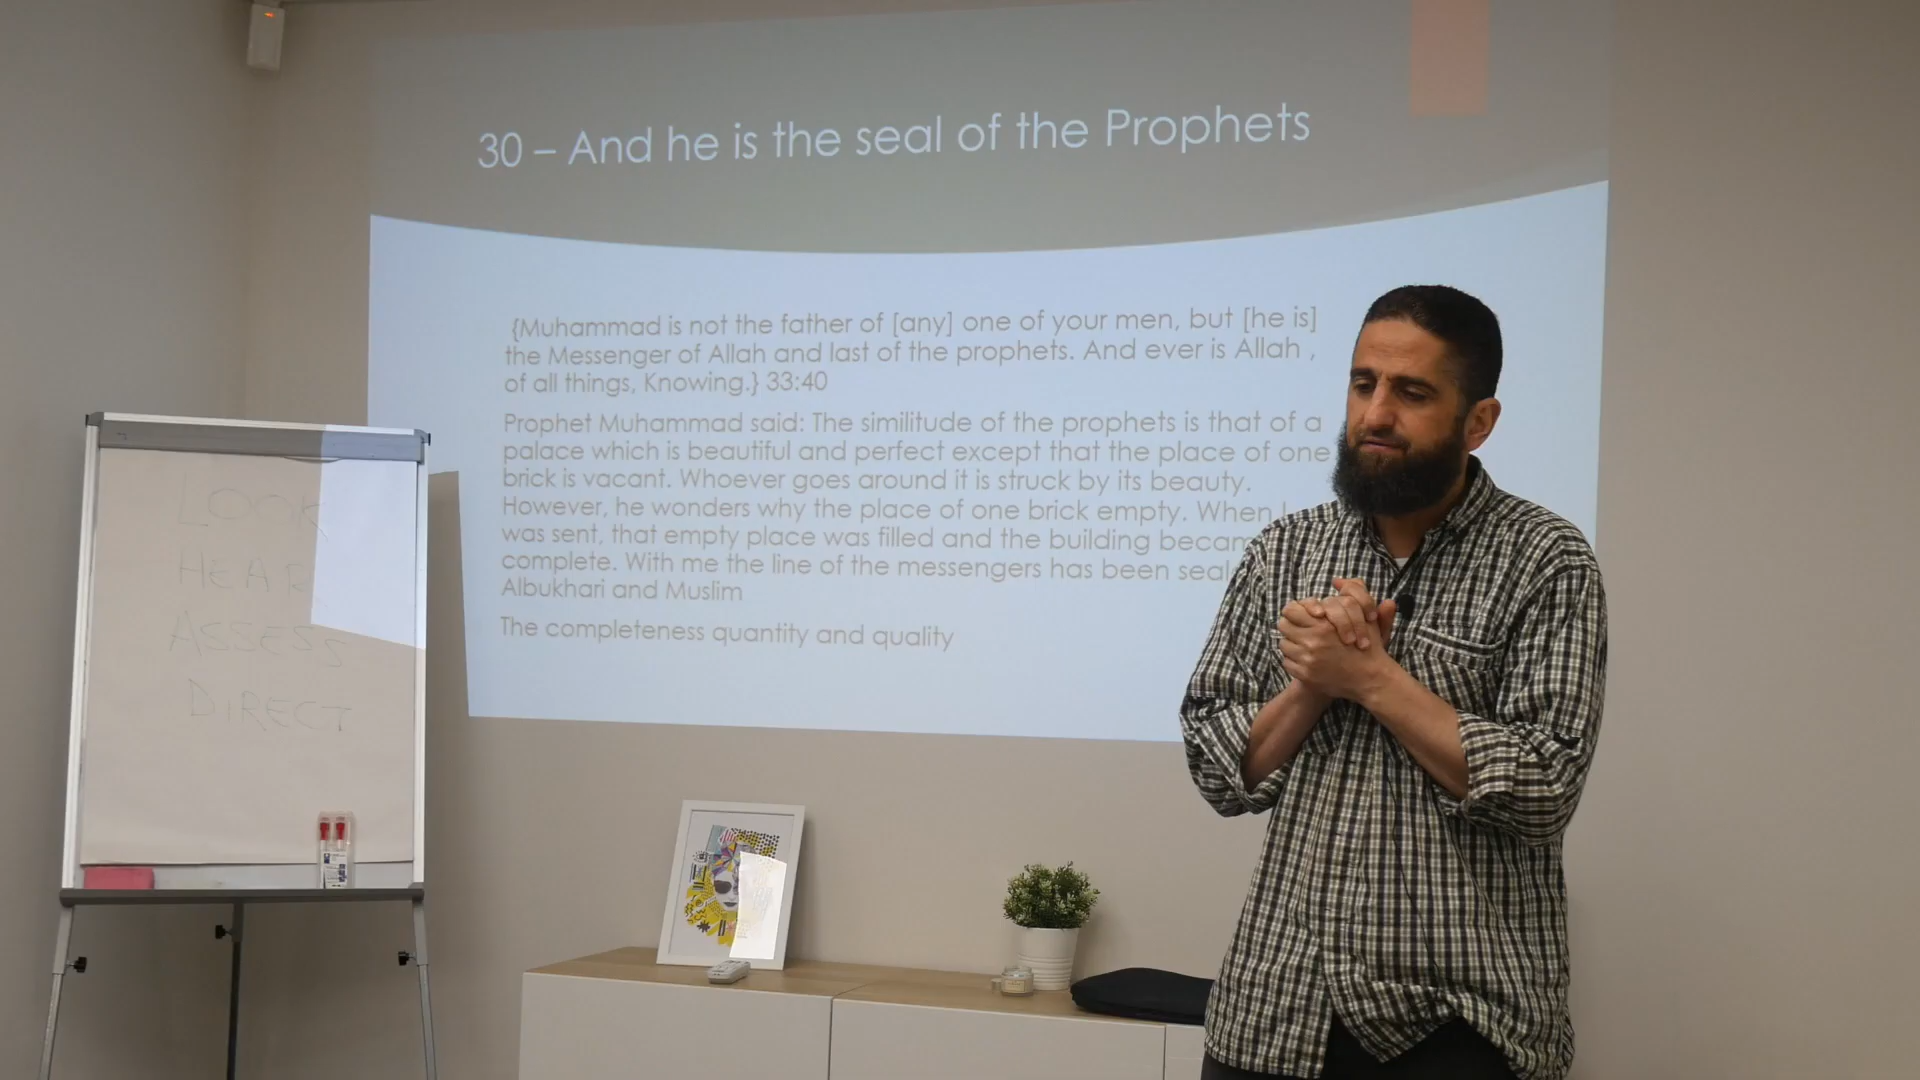 30 – And he is the seal of the Prophets
{Muhammad is not the father of [any] one of your men, but [he is]
the Messenger of Allah and last of the prophets. And ever is Allah ,
of all things, Knowing.} 33:40
Prophet Muhammad said: The similitude of the prophets is that of a
palace which is beautiful and perfect except that the place of one
brick is vacant. Whoever goes around it is struck by its beauty.
However, he wonders why the place of one brick empty. When I
was sent, that empty place was filled and the building becam
complete. With me the line of the messengers has been seal
Albukhari and Muslim
The completeness quantity and quality
LOOK
HEAR
ASSESS
DIRECT